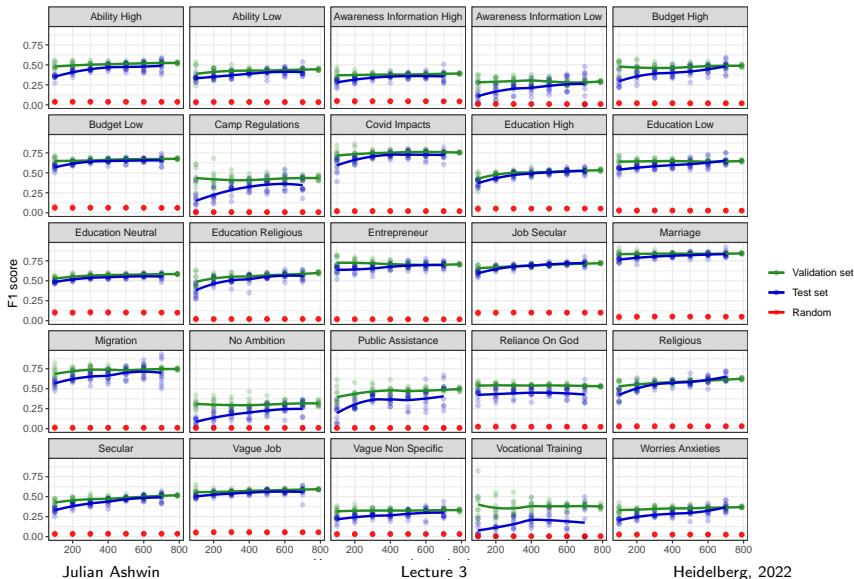 Ability High Ability Low Awareness Information High Awareness Information Low Budget High
0.75
0.50
0.25
0.00
Budget Low Camp Regulations Covid Impacts Education High Education Low
0.75
0.50
0.25
0.00
Education Neutral Education Religious Entrepreneur Job Secular Marriage
0.75
0.50
0.25
0.00
F1 score
Validation set
Test set
Random
Migration No Ambition Public Assistance Reliance On God Religious
0.75
0.50
0.25
0.00
Secular Vague Job Vague Non Specific Vocational Training Worries Anxieties
0.75
0.50
0.25
0.00
200 400 600 800 200 400 600 800 200 400 600 800 200 400 600 800 200 400 600 800
Julian Ashwin Lecture 3 Heidelberg, 2022